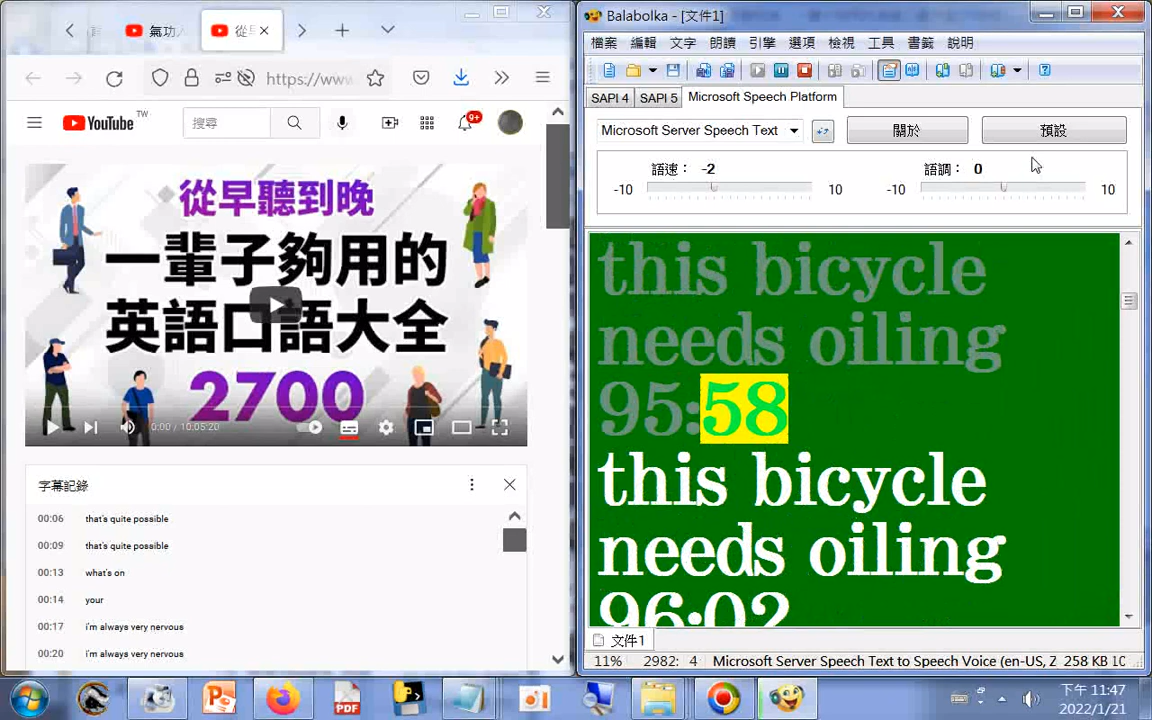 氣功
從
https://www
YouTube TW
搜尋
9+
從早聽到晚
一輩子夠用的
英語口語大全
2700
0:00 / 10:05:20
字幕記錄
00:06 that's quite possible
00:09 that's quite possible
00:13 what's on
00:14 your
00:17 i'm always very nervous
00:20 i'm always very nervous
Balabolka - [文件1]
檔案 編輯 文字 朗讀 引擎 選項 檢視 工具 書籤 說明
SAPI 4 SAPI 5 Microsoft Speech Platform
Microsoft Server Speech Text 關於 預設
語速： -2 語調： 0
-10 10 -10 10
this bicycle
needs oiling
95:58
this bicycle
needs oiling
96:02
文件1
11% 2982: 4 Microsoft Server Speech Text to Speech Voice (en-US, Z 258 KB 10
PDF
下午 11:47
2022/1/21